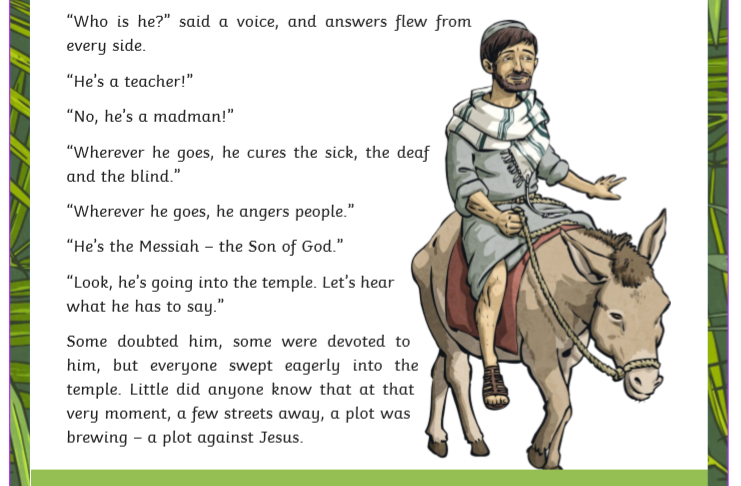 “Who is he?” said a voice, and answers flew from
every side.
“He’s a teacher!”
“No, he’s a madman!”
“Wherever he goes, he cures the sick, the deaf
and the blind.”
“Wherever he goes, he angers people.”
“He’s the Messiah – the Son of God.”
“Look, he’s going into the temple. Let’s hear
what he has to say.”
Some doubted him, some were devoted to
him, but everyone swept eagerly into the
temple. Little did anyone know that at that
very moment, a few streets away, a plot was
brewing – a plot against Jesus.